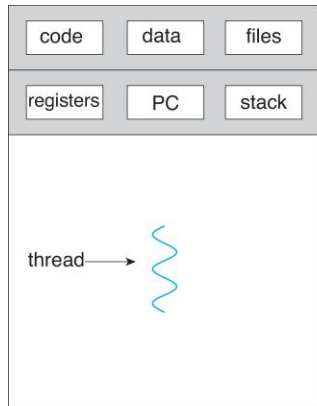 code data files
registers PC stack
thread